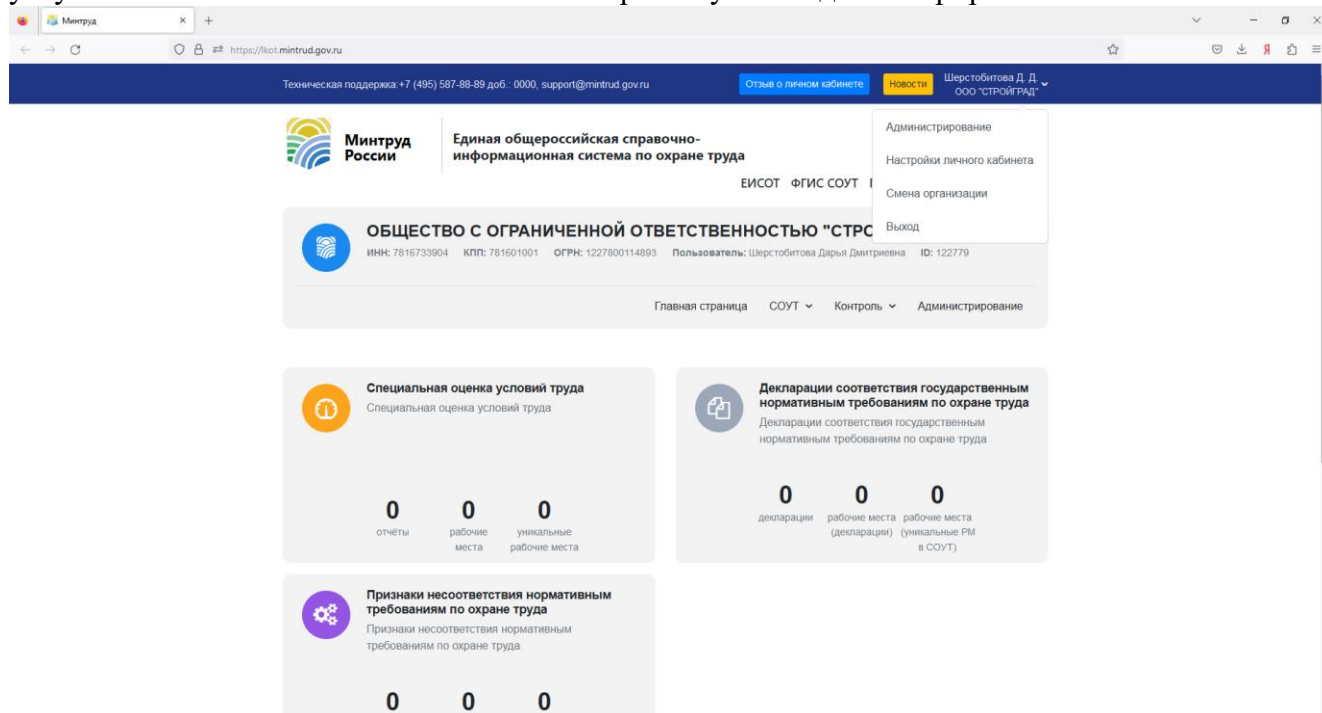 Минтруд
https://lkot.mintrud.gov.ru
Техническая поддержка:+7 (495) 587-88-89 доб.: 0000, support@mintrud.gov.ru
Отзыв о личном кабинете
Новости
Шерстобитова Д. Д.
ООО "СТРОЙГРАД"
Администрирование
Настройки личного кабинета
Смена организации
Выход
Минтруд
России
Единая общероссийская справочно-
информационная система по охране труда
ЕИСОТ ФГИС СОУТ
ОБЩЕСТВО С ОГРАНИЧЕННОЙ ОТВЕТСТВЕННОСТЬЮ "СТРО
ИНН: 7816733904 КПП: 781601001 ОГРН: 1227800114893 Пользователь: Шерстобитова Дарья Дмитриевна ID: 122779
Главная страница СОУТ Контроль Администрирование
Специальная оценка условий труда
Специальная оценка условий труда
0 0 0
отчёты рабочие уникальные
места рабочие места
Декларации соответствия государственным
нормативным требованиям по охране труда
Декларации соответствия государственным
нормативным требованиям по охране труда
0 0 0
декларации рабочие места рабочие места
(декларации) (уникальные РМ
в СОУТ)
Признаки несоответствия нормативным
требованиям по охране труда
Признаки несоответствия нормативным
требованиям по охране труда
0 0 0